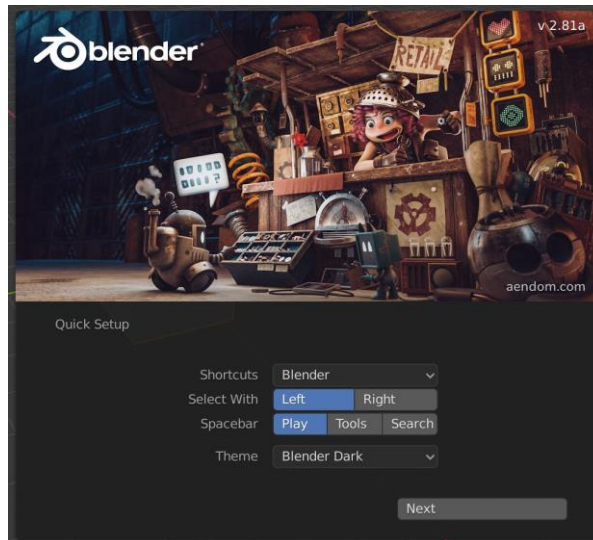 blender
v 2.81a
RETAIL
aendom.com
Quick Setup
Shortcuts Blender
Select With Left Right
Spacebar Play Tools Search
Theme Blender Dark
Next